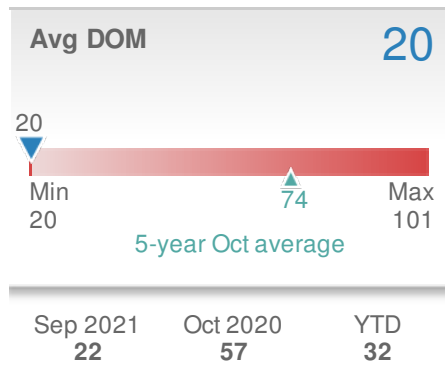 Avg DOM 20
20
Min 74 Max
20 101
5-year Oct average
Sep 2021 Oct 2020 YTD
22 57 32